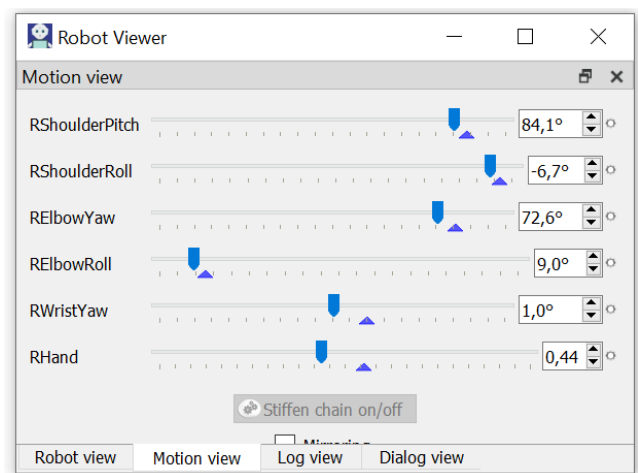 Robot Viewer
Motion view
RShoulderPitch 84,1°
RShoulderRoll -6,7°
RElbowYaw 72,6°
RElbowRoll 9,0°
RWristYaw 1,0°
RHand 0,44
Stiffen chain on/off
Robot view Motion view Log view Dialog view